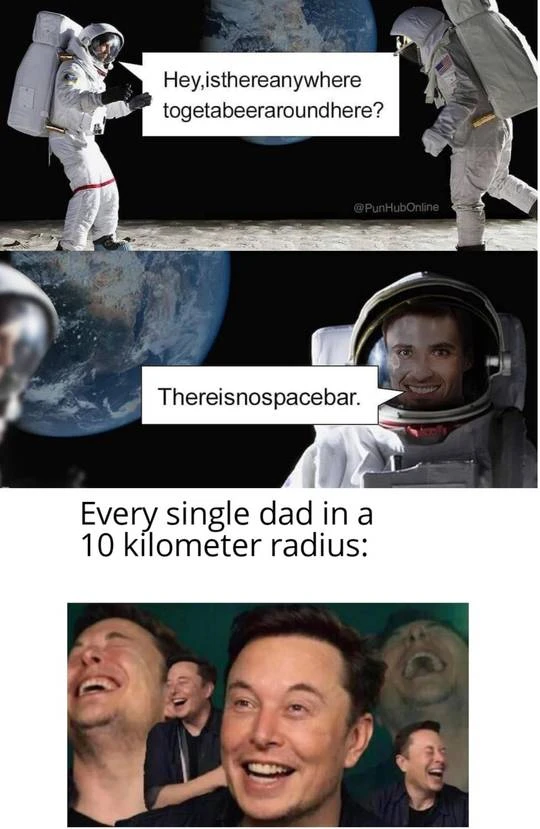 Hey,isthereanywhere
togetabeeraroundhere?
@PunHubOnline
Thereisnospacebar.
Every single dad in a
10 kilometer radius: